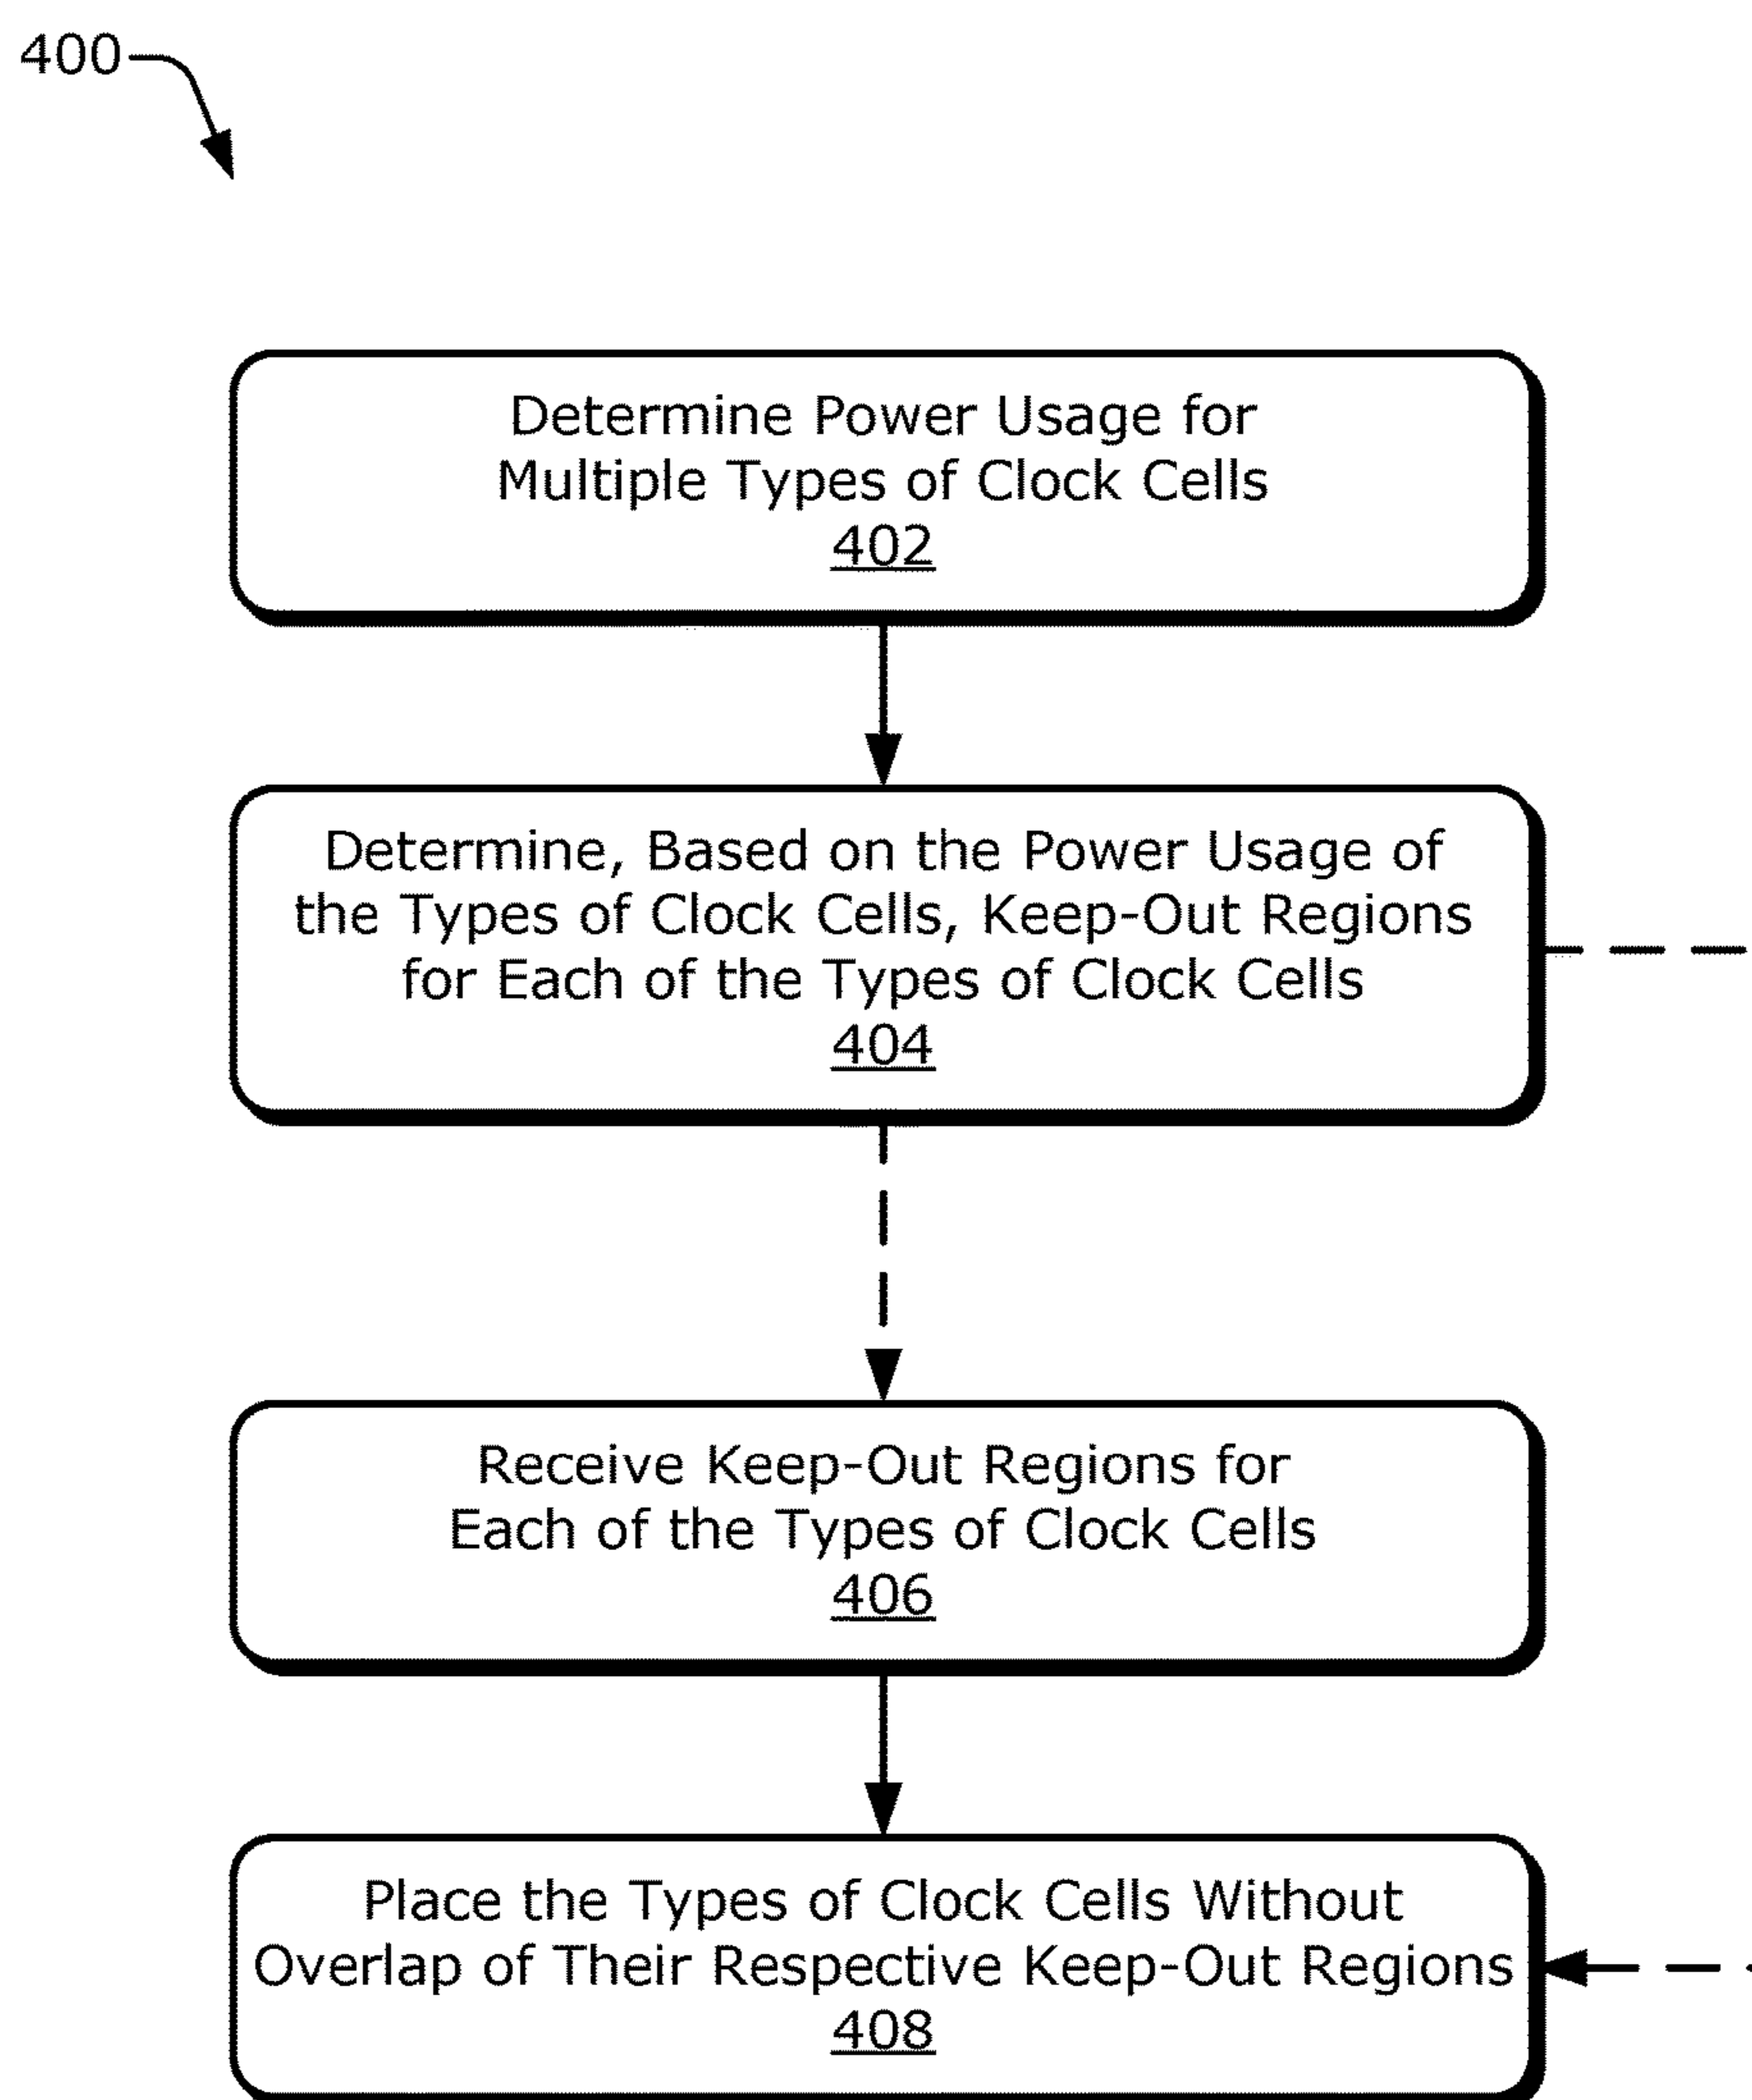 400
Determine Power Usage for
Multiple Types of Clock Cells
402
Determine, Based on the Power Usage of
the Types of Clock Cells, Keep-Out Regions
for Each of the Types of Clock Cells
404
Receive Keep-Out Regions for
Each of the Types of Clock Cells
406
Place the Types of Clock Cells Without
Overlap of Their Respective Keep-Out Regions
408